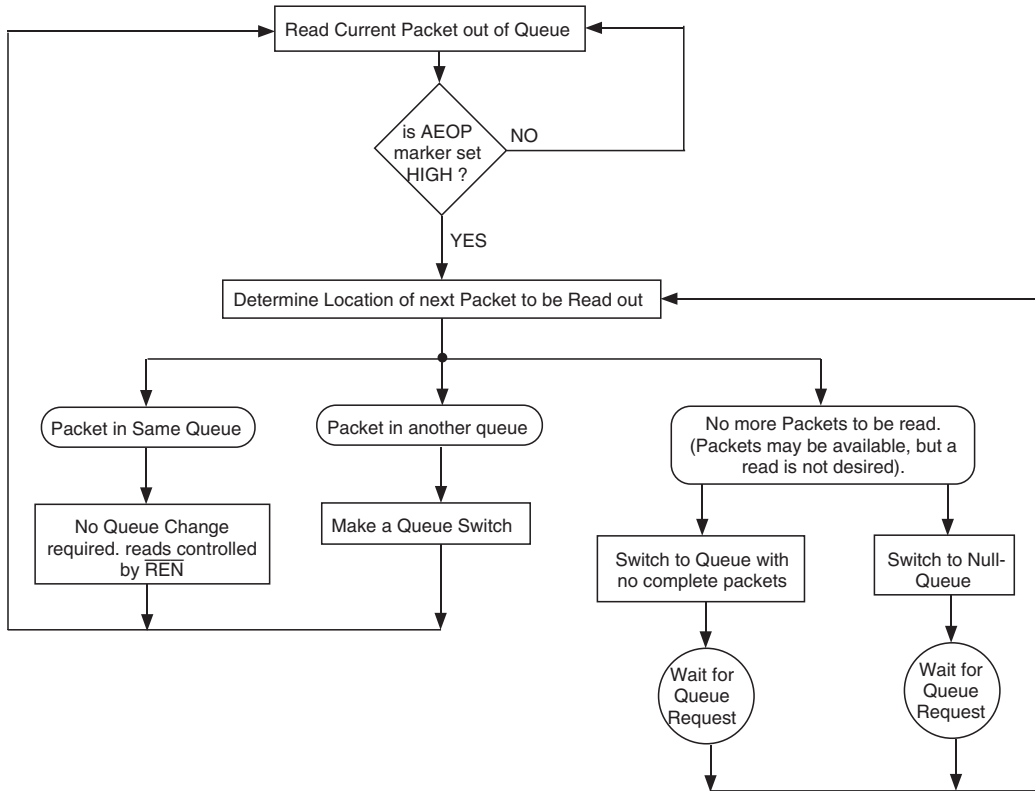 Read Current Packet out of Queue
is AEOP
marker set
HIGH ?
NO
YES
Determine Location of next Packet to be Read out
Packet in Same Queue
Packet in another queue
No more Packets to be read.
(Packets may be available, but a
read is not desired).
No Queue Change
required. reads controlled
by R̅E̅N̅
Make a Queue Switch
Switch to Queue with
no complete packets
Switch to Null-
Queue
Wait for
Queue
Request
Wait for
Queue
Request